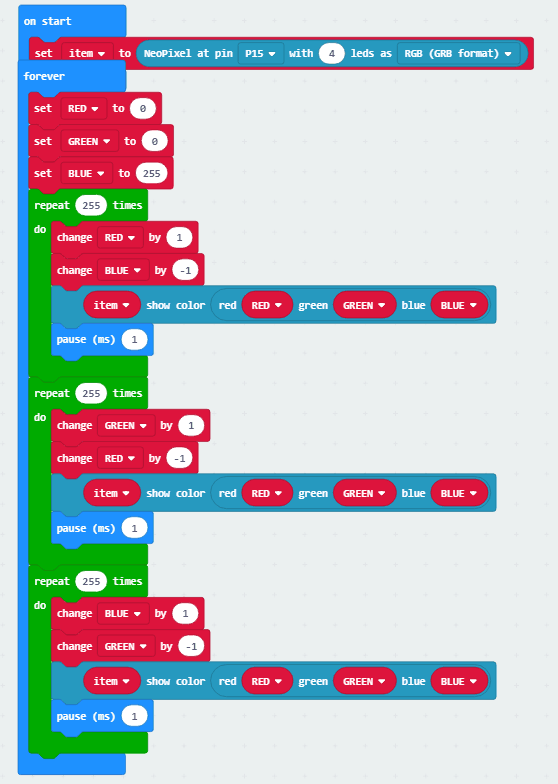 on start
set item to NeoPixel at pin P15 with 4 leds as RGB (GRB format)
forever
set RED to 0
set GREEN to 0
set BLUE to 255
repeat 255 times
do
change RED by 1
change BLUE by -1
item show color red RED green GREEN blue BLUE
pause (ms) 1
repeat 255 times
do
change GREEN by 1
change RED by -1
item show color red RED green GREEN blue BLUE
pause (ms) 1
repeat 255 times
do
change BLUE by 1
change GREEN by -1
item show color red RED green GREEN blue BLUE
pause (ms) 1